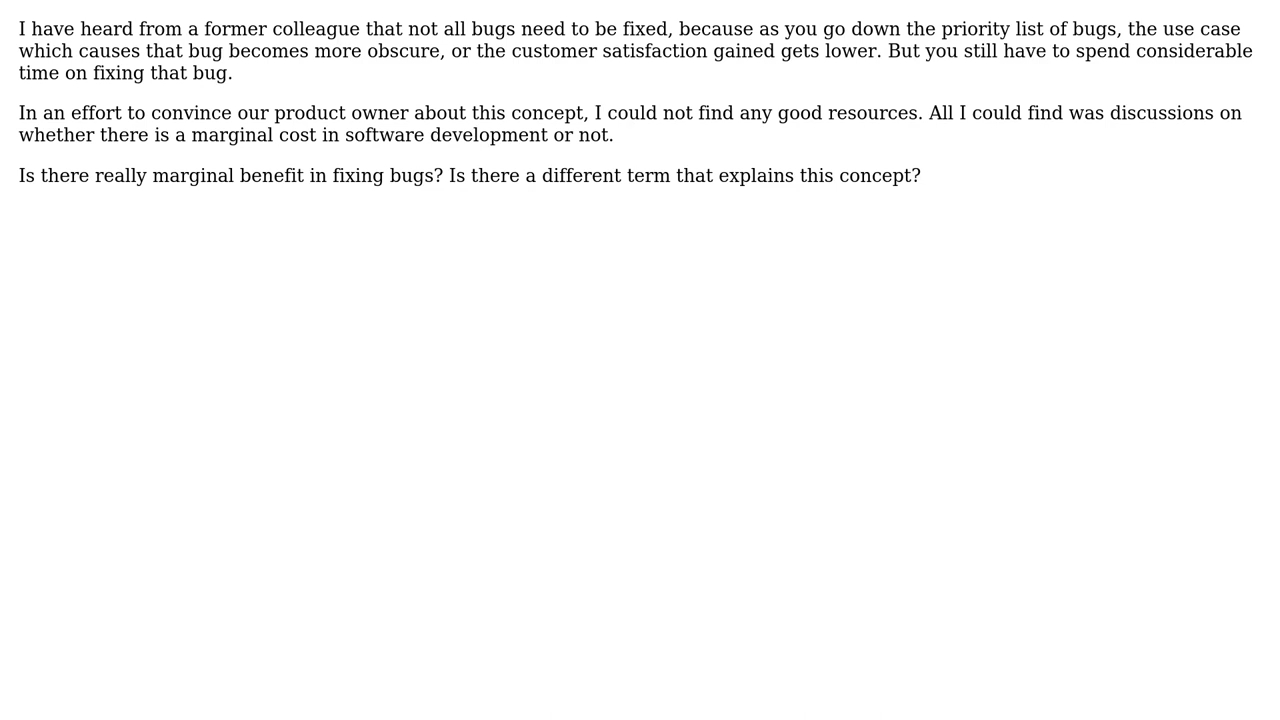 I have heard from a former colleague that not all bugs need to be fixed, because as you go down the priority list of bugs, the use case
which causes that bug becomes more obscure, or the customer satisfaction gained gets lower. But you still have to spend considerable
time on fixing that bug.
In an effort to convince our product owner about this concept, I could not find any good resources. All I could find was discussions on
whether there is a marginal cost in software development or not.
Is there really marginal benefit in fixing bugs? Is there a different term that explains this concept?